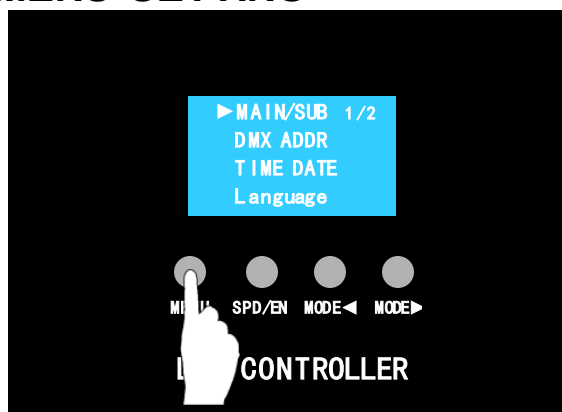 ▶MAIN/SUB 1/2
DMX ADDR
TIME DATE
Language
SPD/EN MODE◀ MODE▶
CONTROLLER